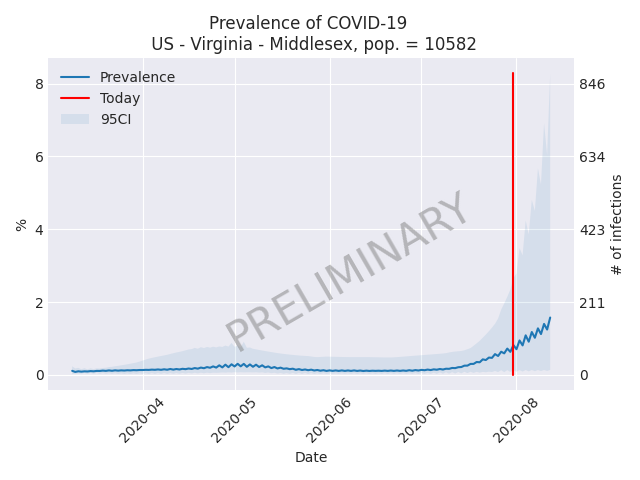 Prevalence of COVID-19
US - Virginia - Middlesex, pop. = 10582
Prevalence
Today
95CI
8
6
4
2
0
%
846
634
423
211
0
# of infections
PRELIMINARY
2020-04
2020-05
2020-06
2020-07
2020-08
Date